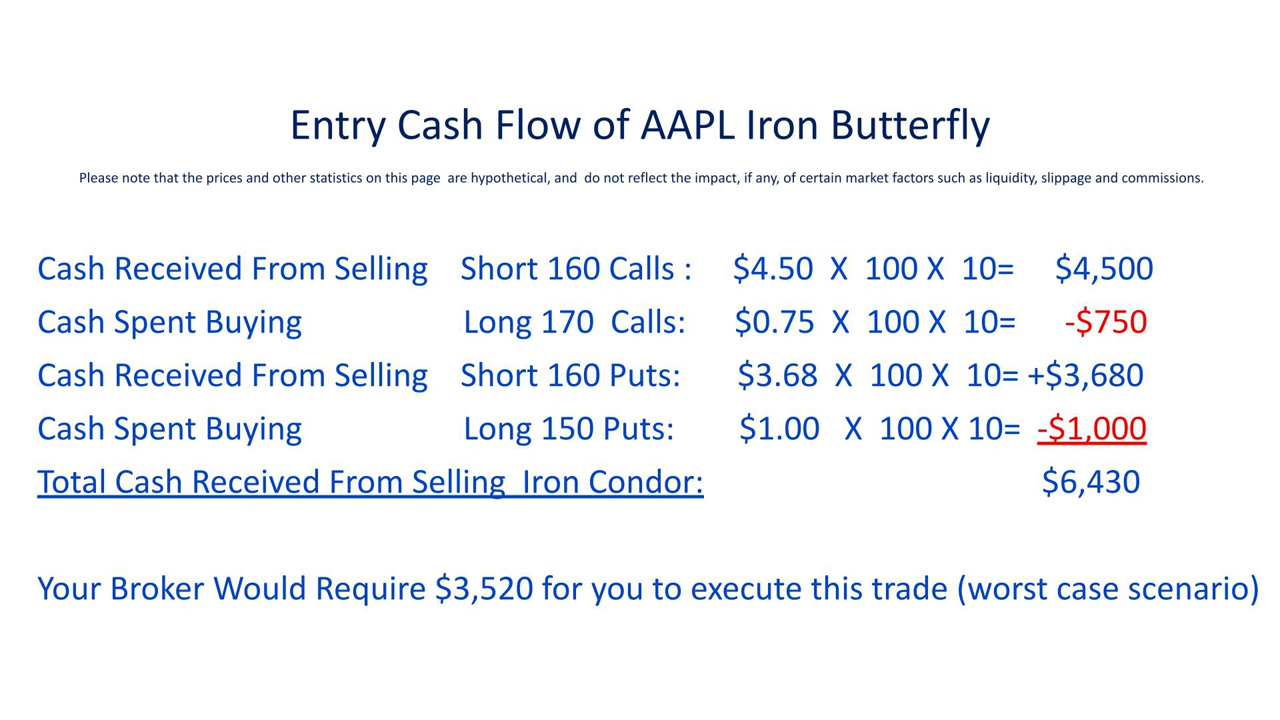 Entry Cash Flow of AAPL Iron Butterfly
Please note that the prices and other statistics on this page are hypothetical, and do not reflect the impact, if any, of certain market factors such as liquidity, slippage and commissions.
Cash Received From Selling Short 160 Calls : $4.50 X 100 X 10= $4,500
Cash Spent Buying Long 170 Calls: $0.75 X 100 X 10= -$750
Cash Received From Selling Short 160 Puts: $3.68 X 100 X 10= +$3,680
Cash Spent Buying Long 150 Puts: $1.00 X 100 X 10= -$1,000
Total Cash Received From Selling Iron Condor: $6,430
Your Broker Would Require $3,520 for you to execute this trade (worst case scenario)